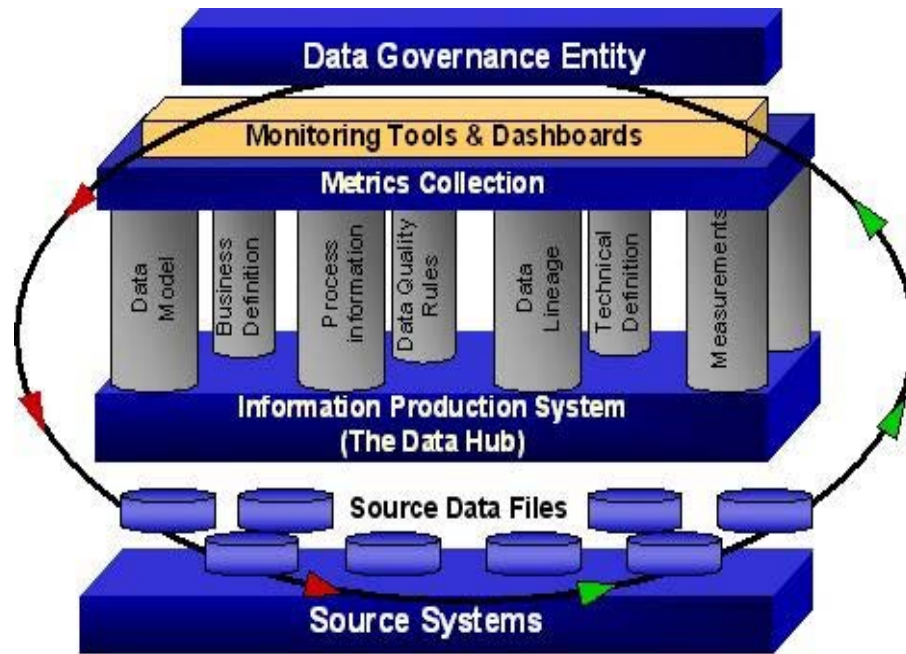 Data Governance Entity
Monitoring Tools & Dashboards
Metrics Collection
Data
Model
Business
Definition
Process
information
Data Quality
Rules
Data
Lineage
Technical
Definition
Measurements
Information Production System
(The Data Hub)
Source Data Files
Source Systems